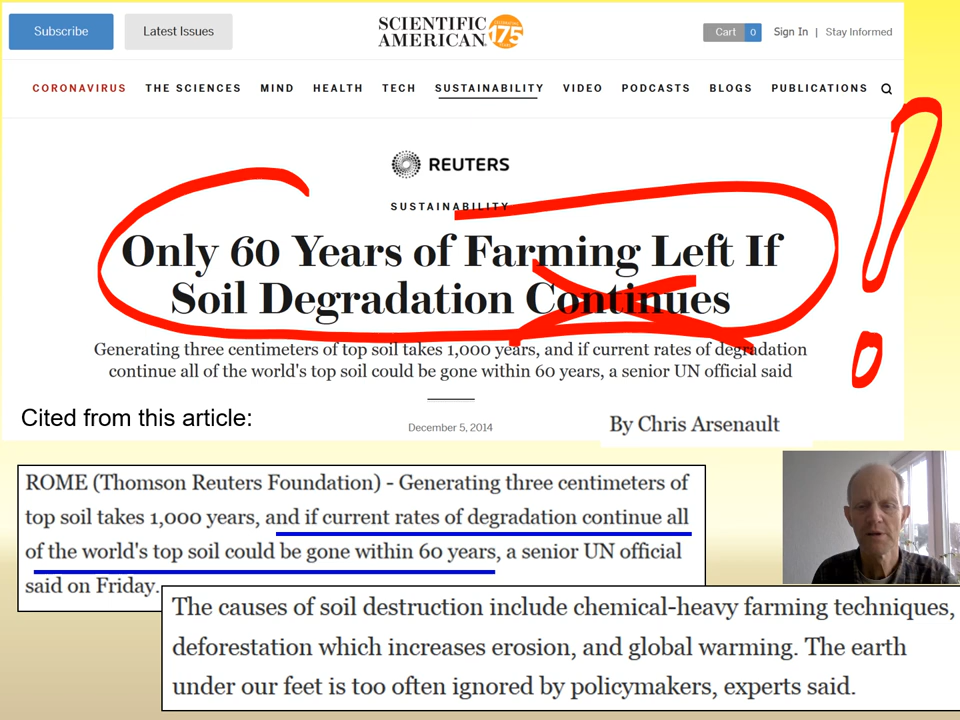 Subscribe
Latest Issues
SCIENTIFIC
AMERICAN
175
Cart 0
Sign In | Stay Informed
CORONAVIRUS THE SCIENCES MIND HEALTH TECH SUSTAINABILITY VIDEO PODCASTS BLOGS PUBLICATIONS
REUTERS
SUSTAINABILITY
Only 60 Years of Farming Left If
Soil Degradation Continues
Generating three centimeters of top soil takes 1,000 years, and if current rates of degradation
continue all of the world's top soil could be gone within 60 years, a senior UN official said
Cited from this article:
December 5, 2014
By Chris Arsenault
ROME (Thomson Reuters Foundation) - Generating three centimeters of
top soil takes 1,000 years, and if current rates of degradation continue all
of the world's top soil could be gone within 60 years, a senior UN official
said on Friday.
The causes of soil destruction include chemical-heavy farming techniques,
deforestation which increases erosion, and global warming. The earth
under our feet is too often ignored by policymakers, experts said.